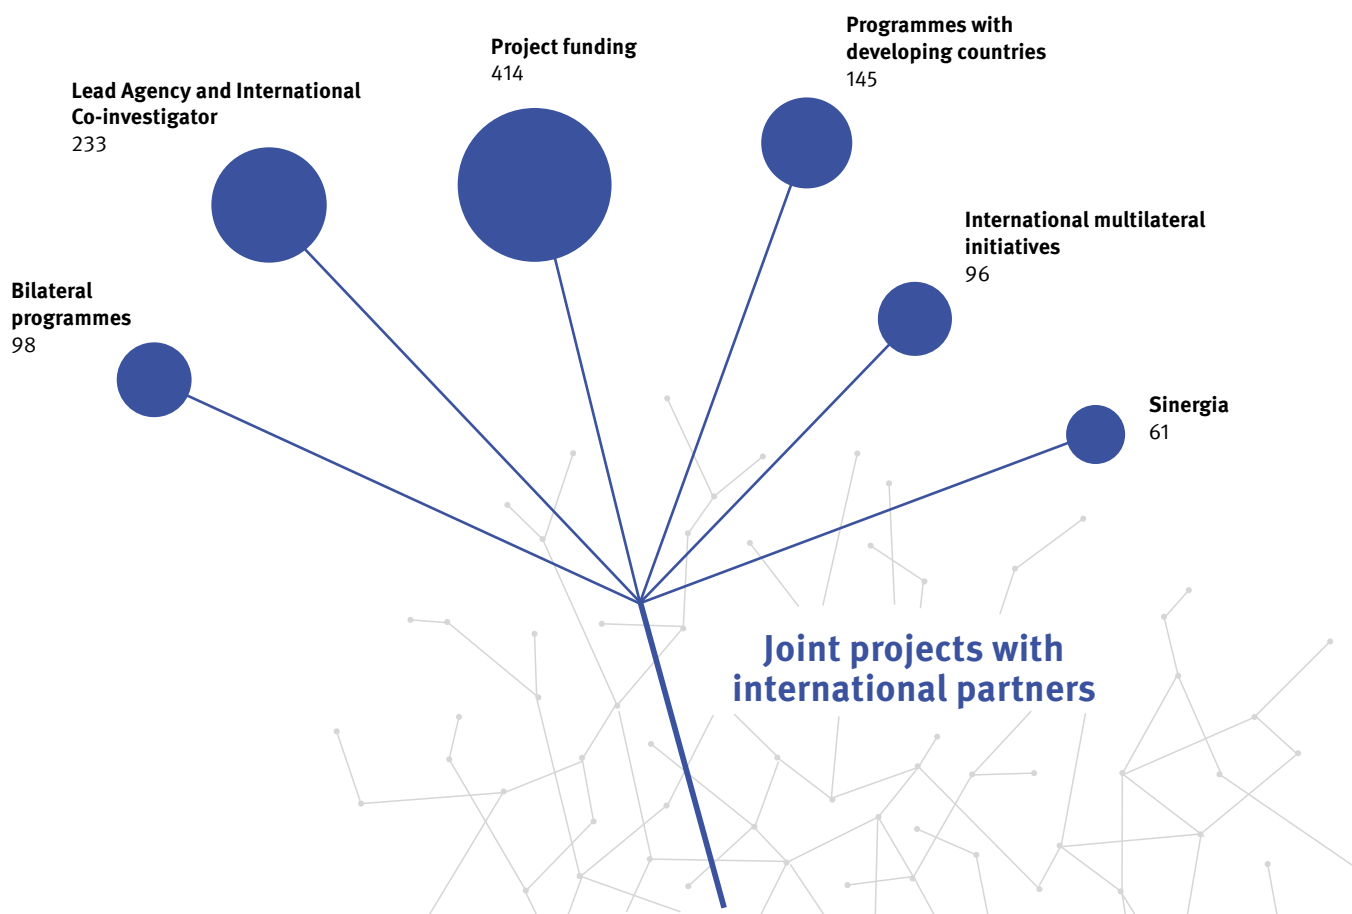 Project funding
414
Programmes with
developing countries
145
Lead Agency and International
Co-investigator
233
International multilateral
initiatives
96
Bilateral
programmes
98
Sinergia
61
Joint projects with
international partners